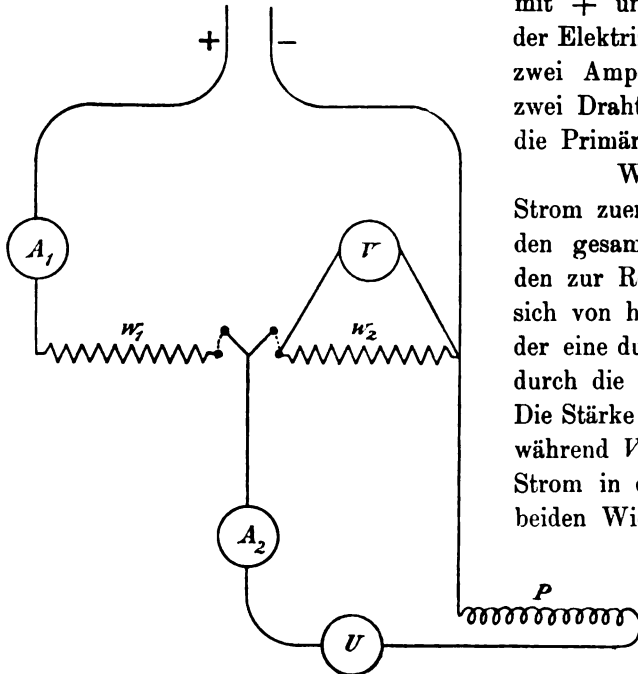 mit + un
der Elektri
zwei Amp
zwei Draht
die Primär
W
Strom zuer
den gesam
den zur R
sich von h
der eine du
durch die
Die Stärke
während V
Strom in
beiden Wi
+ −
A₁
V
w₁
w₂
A₂
P
U